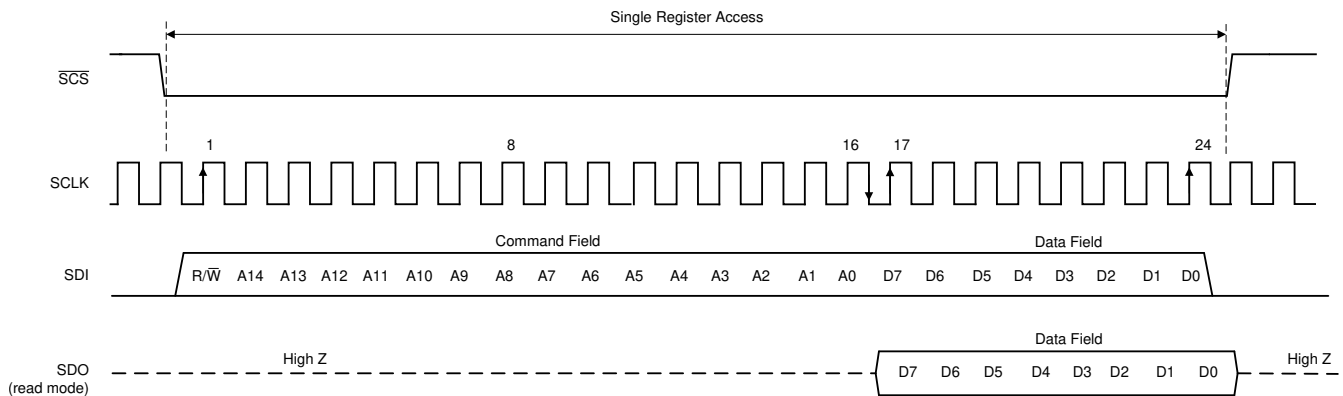 Single Register Access
S̅C̅S̅
1 8 16 17 24
SCLK
Command Field Data Field
SDI R/W̅ A14 A13 A12 A11 A10 A9 A8 A7 A6 A5 A4 A3 A2 A1 A0 D7 D6 D5 D4 D3 D2 D1 D0
Data Field
High Z High Z
SDO D7 D6 D5 D4 D3 D2 D1 D0
(read mode)